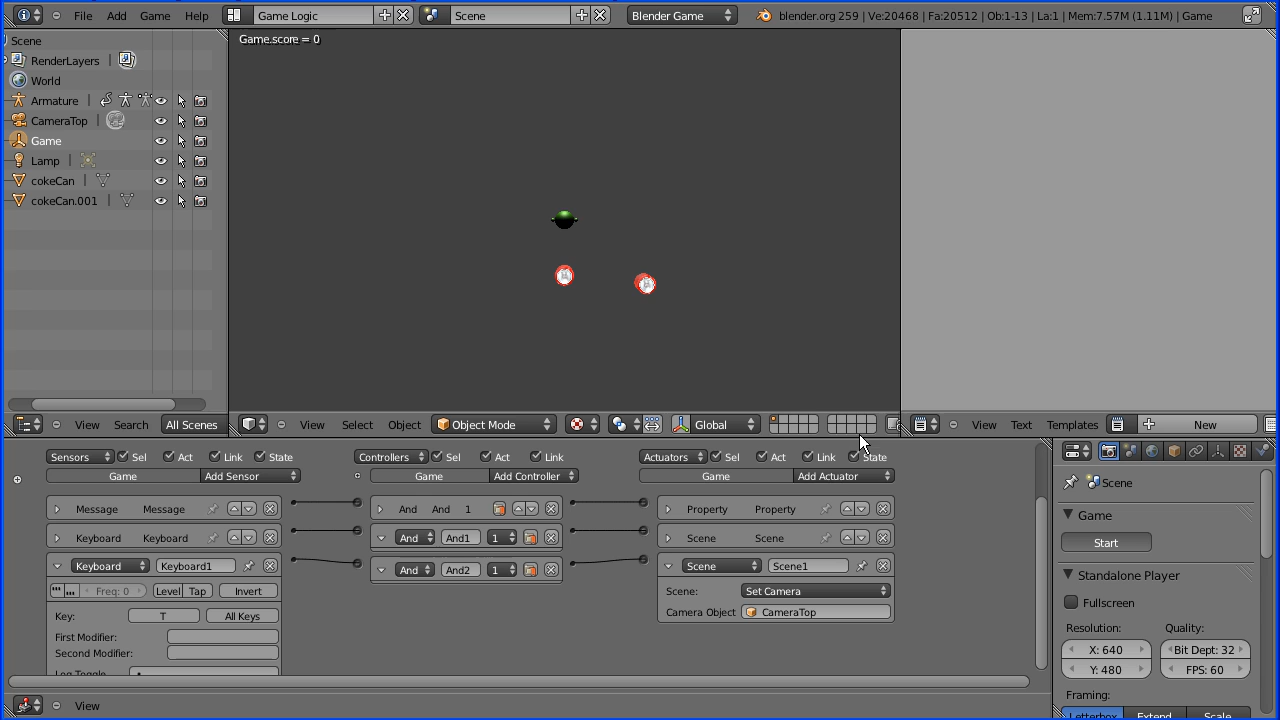 File Add Game Help Game Logic Scene Blender Game blender.org 259 | Ve:20468 | Fa:20512 | Ob:1-13 | La:1 | Mem:7.57M (1.11M) | Game
Scene
RenderLayers
World
Armature
CameraTop
Game
Lamp
cokeCan
cokeCan.001
Game.score = 0
View Search All Scenes
View Select Object Object Mode Global
View Text Templates New
Sensors Sel Act Link State
Controllers Sel Act Link
Actuators Sel Act Link State
Game Add Sensor
Game Add Controller
Game Add Actuator
Message Message
And And 1
Property Property
Keyboard Keyboard
And And1 1
Scene Scene
Keyboard Keyboard1
And And2 1
Scene Scene1
Freq: 0 Level Tap Invert
Scene: Set Camera
Key: T All Keys
Camera Object CameraTop
First Modifier:
Second Modifier:
Log Toggle
View
Scene
Game
Start
Standalone Player
Fullscreen
Resolution: Quality:
X: 640 Bit Dept: 32
Y: 480 FPS: 60
Framing:
Letterbox Extend Scale